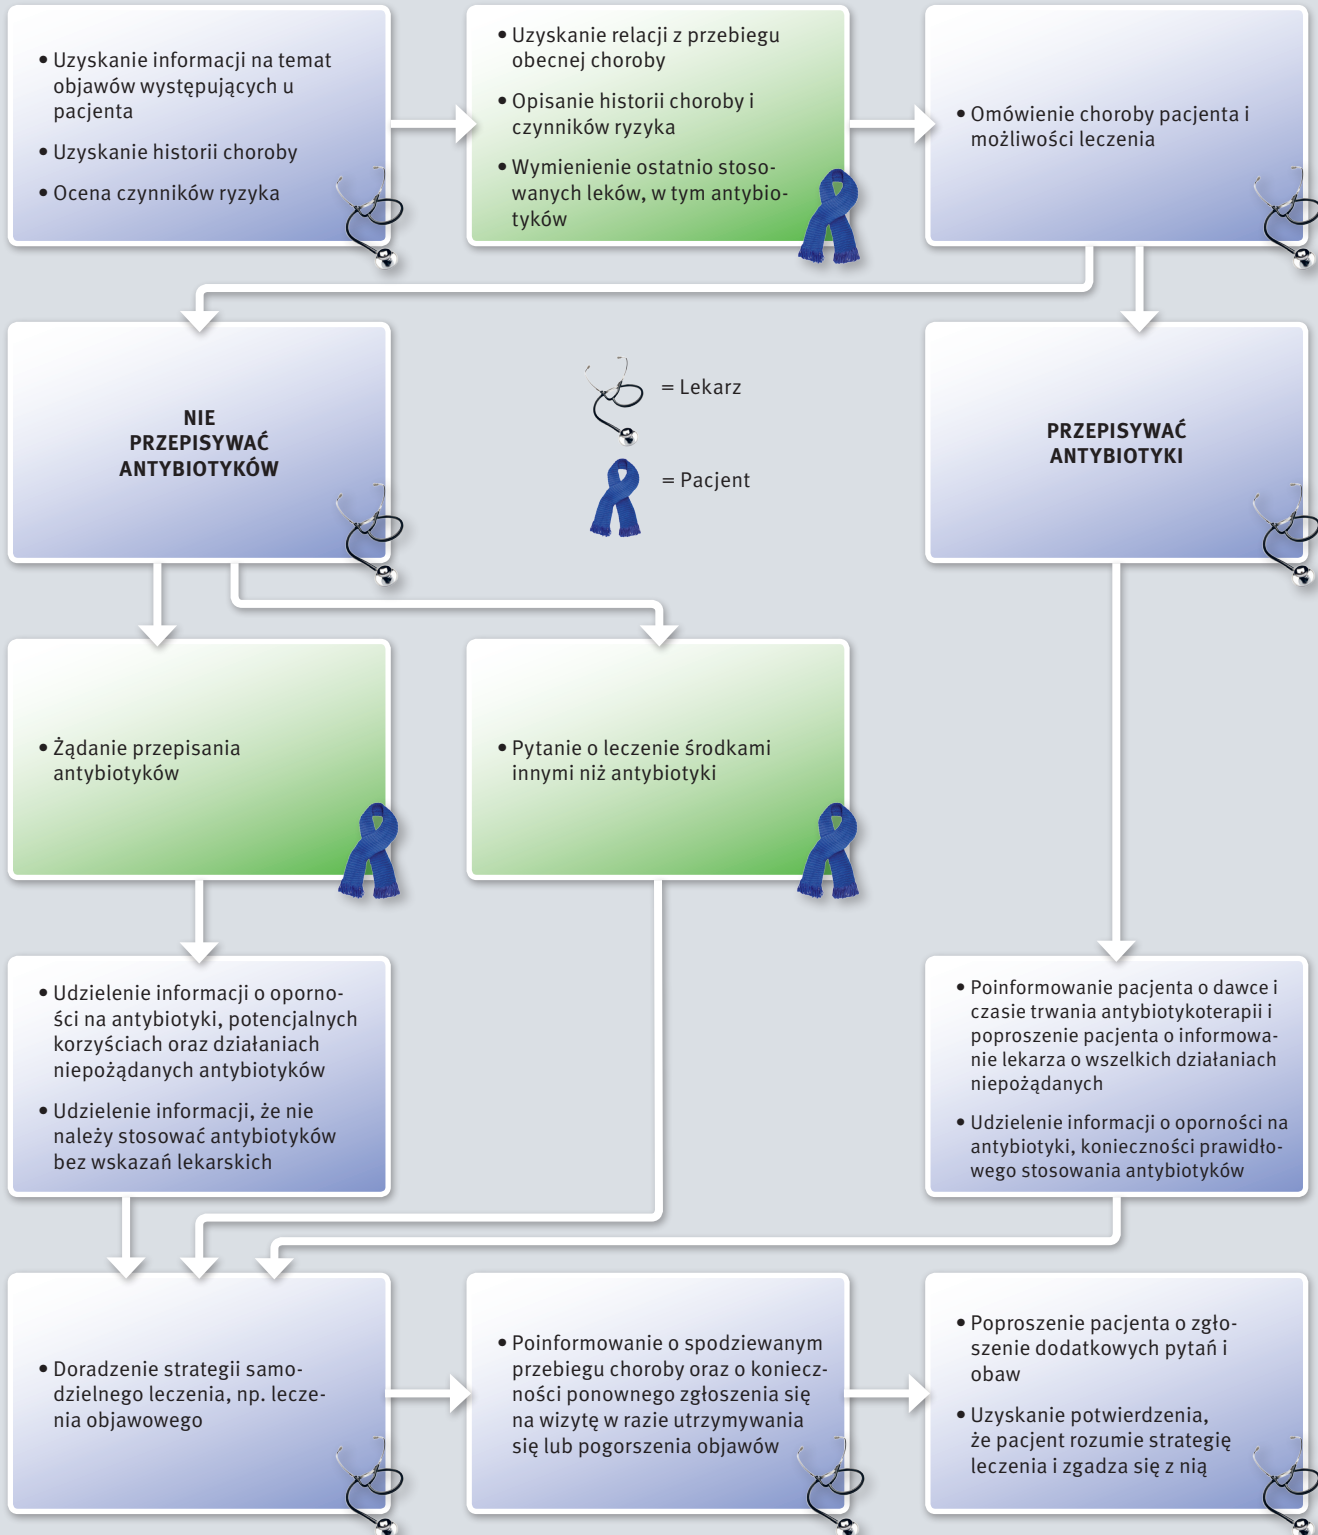 • Uzyskanie informacji na temat
objawów występujących u
pacjenta
• Uzyskanie historii choroby
• Ocena czynników ryzyka
• Uzyskanie relacji z przebiegu
obecnej choroby
• Opisanie historii choroby i
czynników ryzyka
• Wymienienie ostatnio stoso-
wanych leków, w tym antybio-
tyków
• Omówienie choroby pacjenta i
możliwości leczenia
NIE
PRZEPISYWAĆ
ANTYBIOTYKÓW
= Lekarz
= Pacjent
PRZEPISYWAĆ
ANTYBIOTYKI
• Żądanie przepisania
antybiotyków
• Pytanie o leczenie środkami
innymi niż antybiotyki
• Udzielenie informacji o oporno-
ści na antybiotyki, potencjalnych
korzyściach oraz działaniach
niepożądanych antybiotyków
• Udzielenie informacji, że nie
należy stosować antybiotyków
bez wskazań lekarskich
• Poinformowanie pacjenta o dawce i
czasie trwania antybiotykoterapii i
poproszenie pacjenta o informowa-
nie lekarza o wszelkich działaniach
niepożądanych
• Udzielenie informacji o oporności na
antybiotyki, konieczności prawidło-
wego stosowania antybiotyków
• Doradzenie strategii samo-
dzielnego leczenia, np. lecze-
nia objawowego
• Poinformowanie o spodziewanym
przebiegu choroby oraz o koniecz-
ności ponownego zgłoszenia się
na wizytę w razie utrzymywania
się lub pogorszenia objawów
• Poproszenie pacjenta o zgło-
szenie dodatkowych pytań i
obaw
• Uzyskanie potwierdzenia,
że pacjent rozumie strategię
leczenia i zgadza się z nią